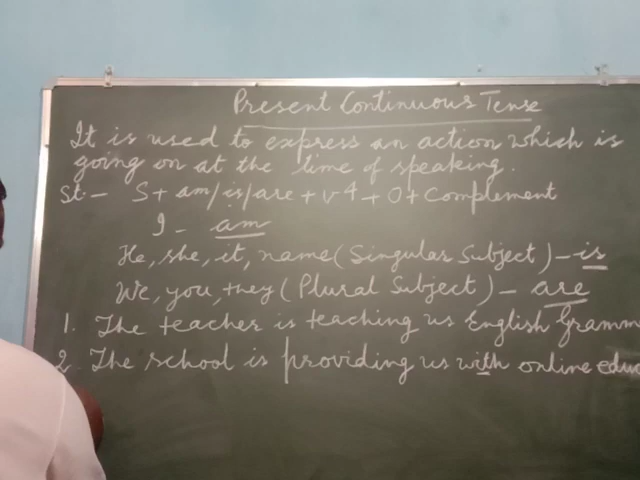 Present Continuous Tense
It is used to express an action which is
going on at the time of speaking.
St. - S + am/is/are + v4 + O + Complement
I - am
He, she, it, name (Singular Subject) - is
We, you, they (Plural Subject) - are
1. The teacher is teaching us English Gramm
2. The school is providing us with online educ